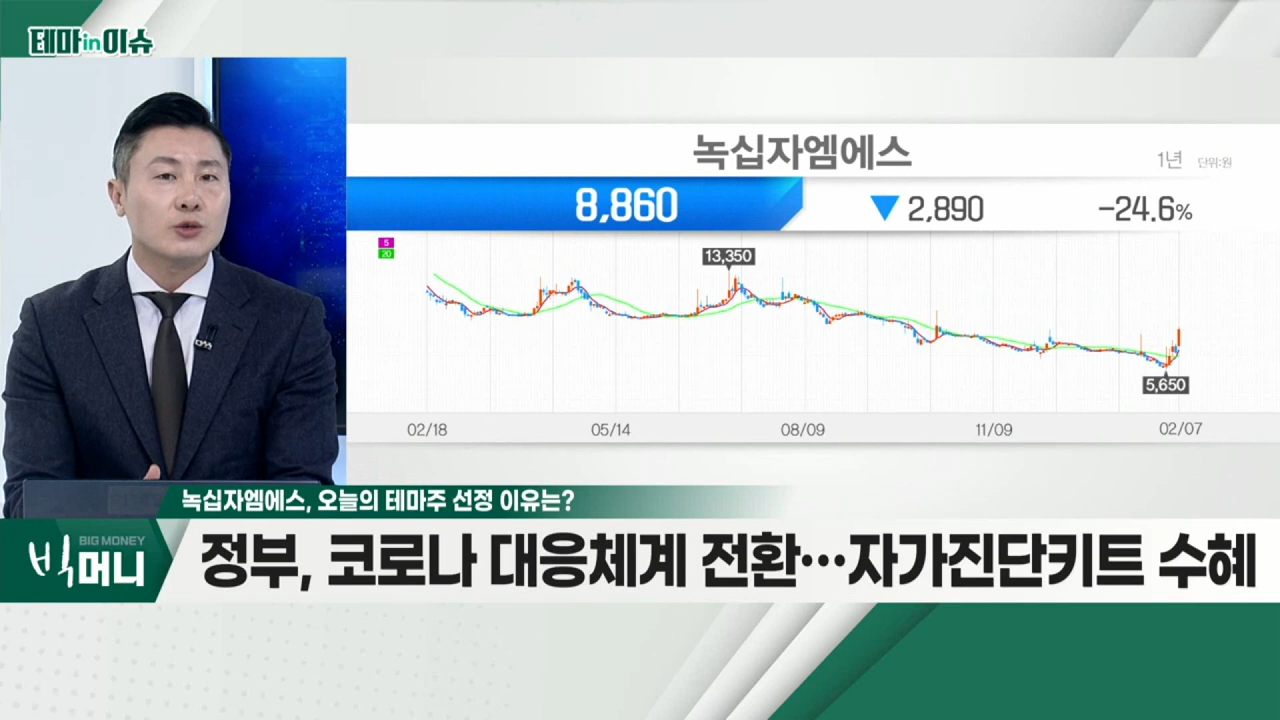 테마in이슈
녹십자엠에스
1년 단위:원
8,860 ▼ 2,890 -24.6%
5
20
13,350
5,650
02/18 05/14 08/09 11/09 02/07
녹십자엠에스, 오늘의 테마주 선정 이유는?
BIG MONEY
빅머니
정부, 코로나 대응체계 전환…자가진단키트 수혜